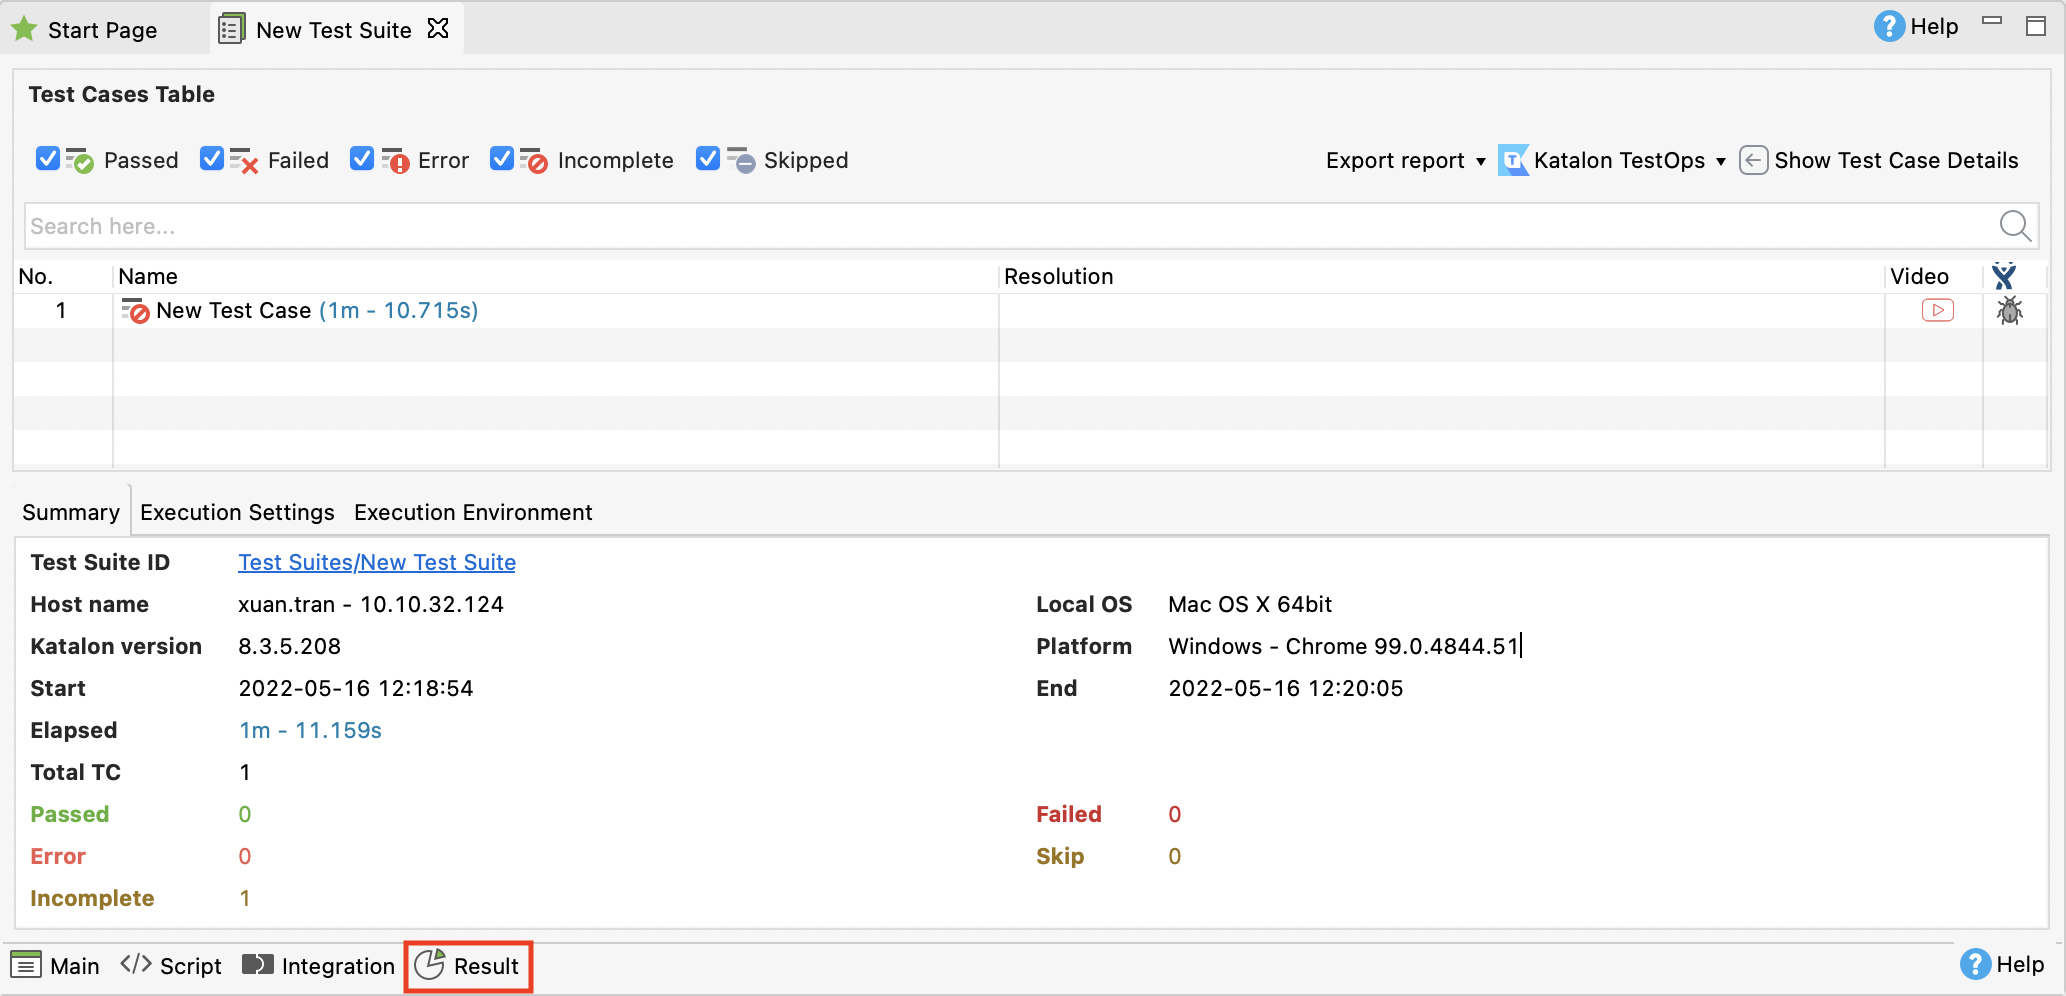 Start Page New Test Suite Help
Test Cases Table
Passed Failed Error Incomplete Skipped Export report Katalon TestOps Show Test Case Details
Search here...
No. Name Resolution Video
1 New Test Case (1m - 10.715s)
Summary Execution Settings Execution Environment
Test Suite ID Test Suites/New Test Suite
Host name xuan.tran - 10.10.32.124 Local OS Mac OS X 64bit
Katalon version 8.3.5.208 Platform Windows - Chrome 99.0.4844.51
Start 2022-05-16 12:18:54 End 2022-05-16 12:20:05
Elapsed 1m - 11.159s
Total TC 1
Passed 0 Failed 0
Error 0 Skip 0
Incomplete 1
Main </> Script Integration Result Help